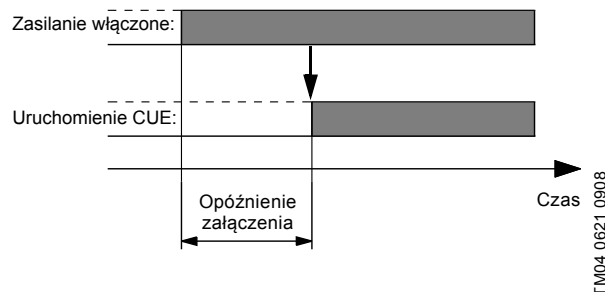 Zasilanie włączone:
Uruchomienie CUE:
Opóźnienie
załączenia
Czas
TM04 0621 0908